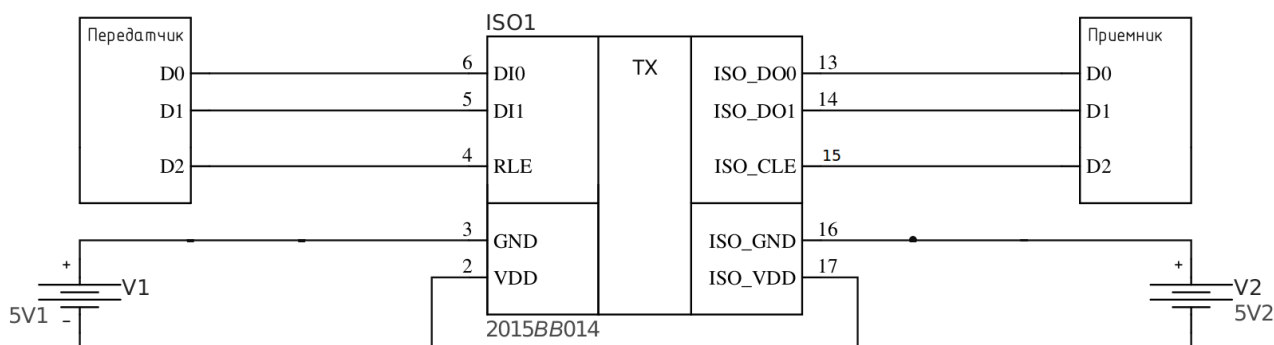 ISO1
Передатчик
Приемник
TX
D0 6 DI0 ISO_DO0 13 D0
D1 5 DI1 ISO_DO1 14 D1
D2 4 RLE ISO_CLE 15 D2
3 GND ISO_GND 16
2 VDD ISO_VDD 17
+ V1
5V1
−
+ V2
5V2
2015BB014